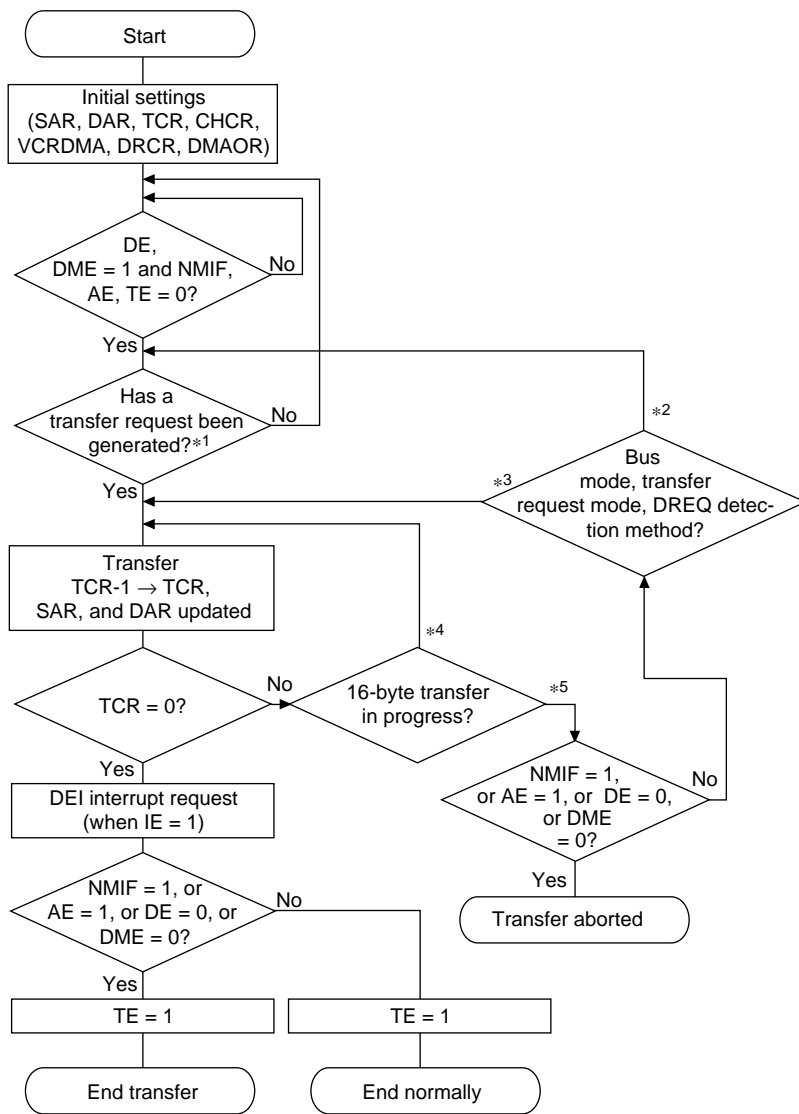 Start
Initial settings
(SAR, DAR, TCR, CHCR,
VCRDMA, DRCR, DMAOR)
DE,
DME = 1 and NMIF,
AE, TE = 0?
No
Yes
Has a
transfer request been
generated?*1
No
Yes
*2
Bus
mode, transfer
request mode, DREQ detec-
tion method?
*3
Transfer
TCR-1 → TCR,
SAR, and DAR updated
*4
TCR = 0?
No
Yes
16-byte transfer
in progress?
*5
NMIF = 1,
or AE = 1, or DE = 0,
or DME
= 0?
No
Yes
Transfer aborted
DEI interrupt request
(when IE = 1)
NMIF = 1, or
AE = 1, or DE = 0, or
DME = 0?
No
Yes
TE = 1
TE = 1
End transfer
End normally